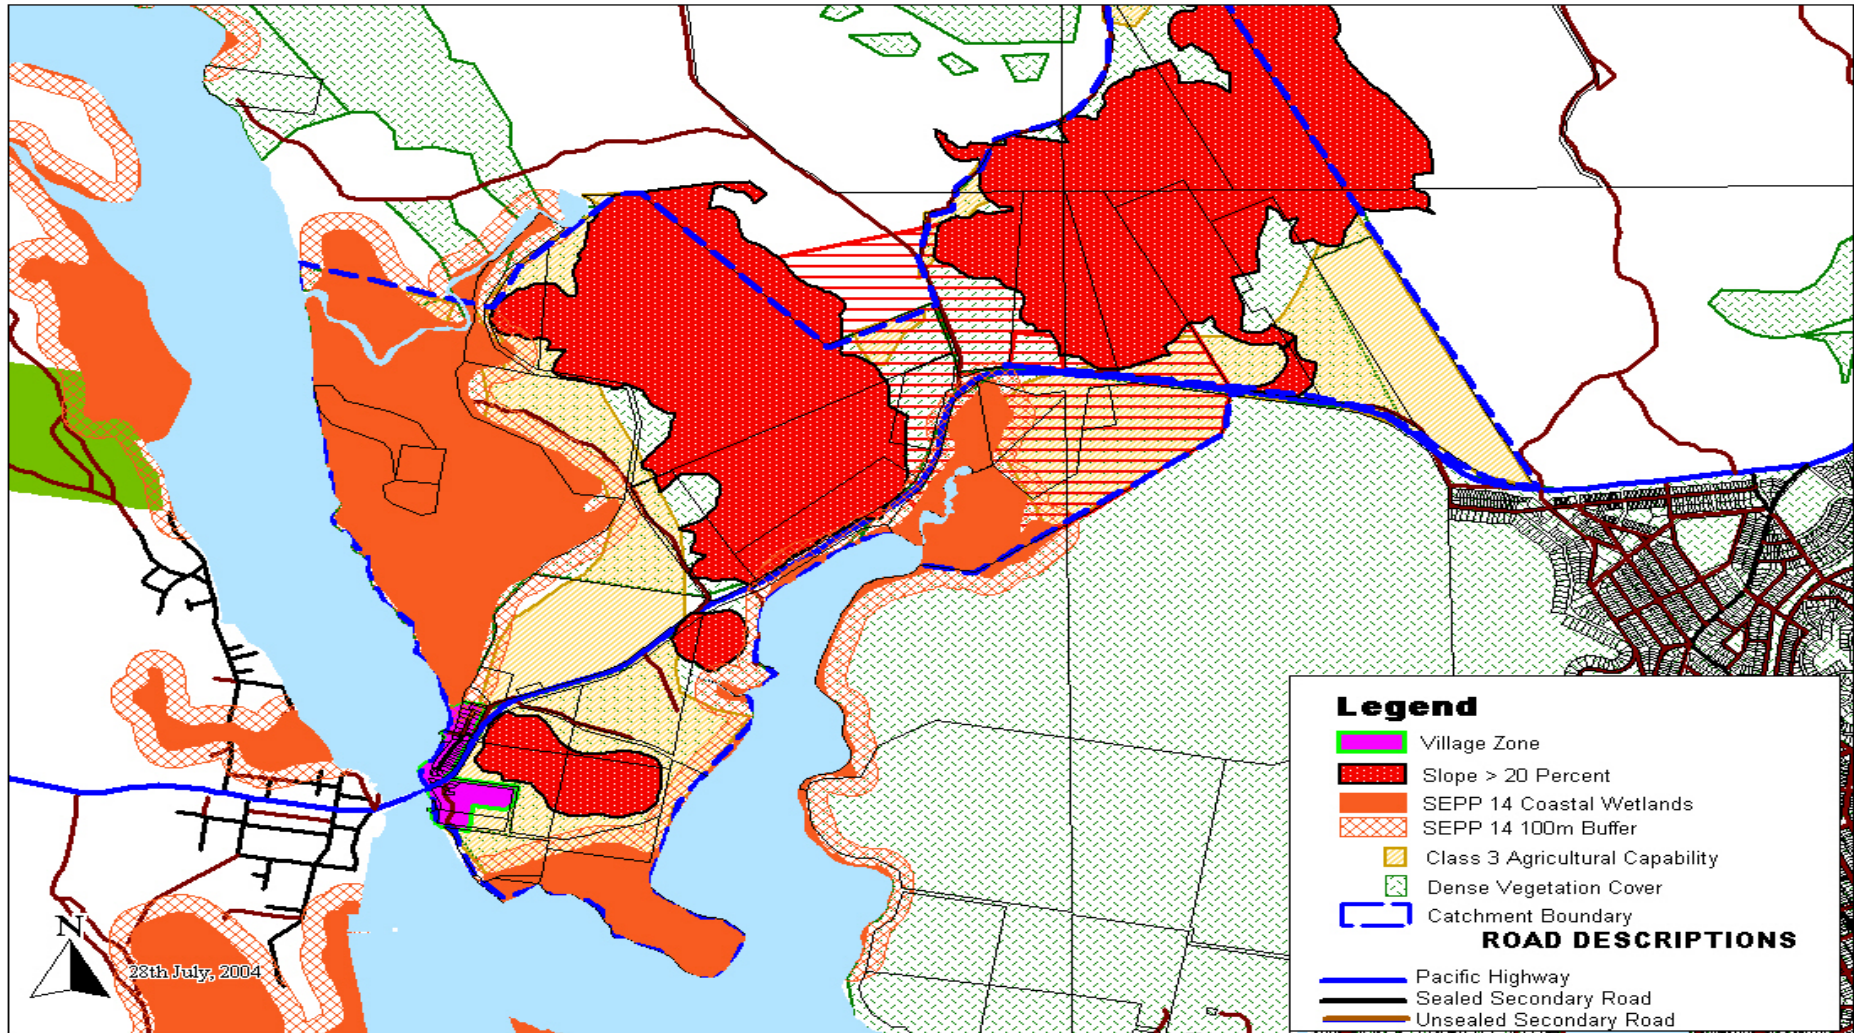 Legend
Village Zone
Slope > 20 Percent
SEPP 14 Coastal Wetlands
SEPP 14 100m Buffer
Class 3 Agricultural Capability
Dense Vegetation Cover
Catchment Boundary
ROAD DESCRIPTIONS
Pacific Highway
Sealed Secondary Road
Unsealed Secondary Road
N
28th July, 2004